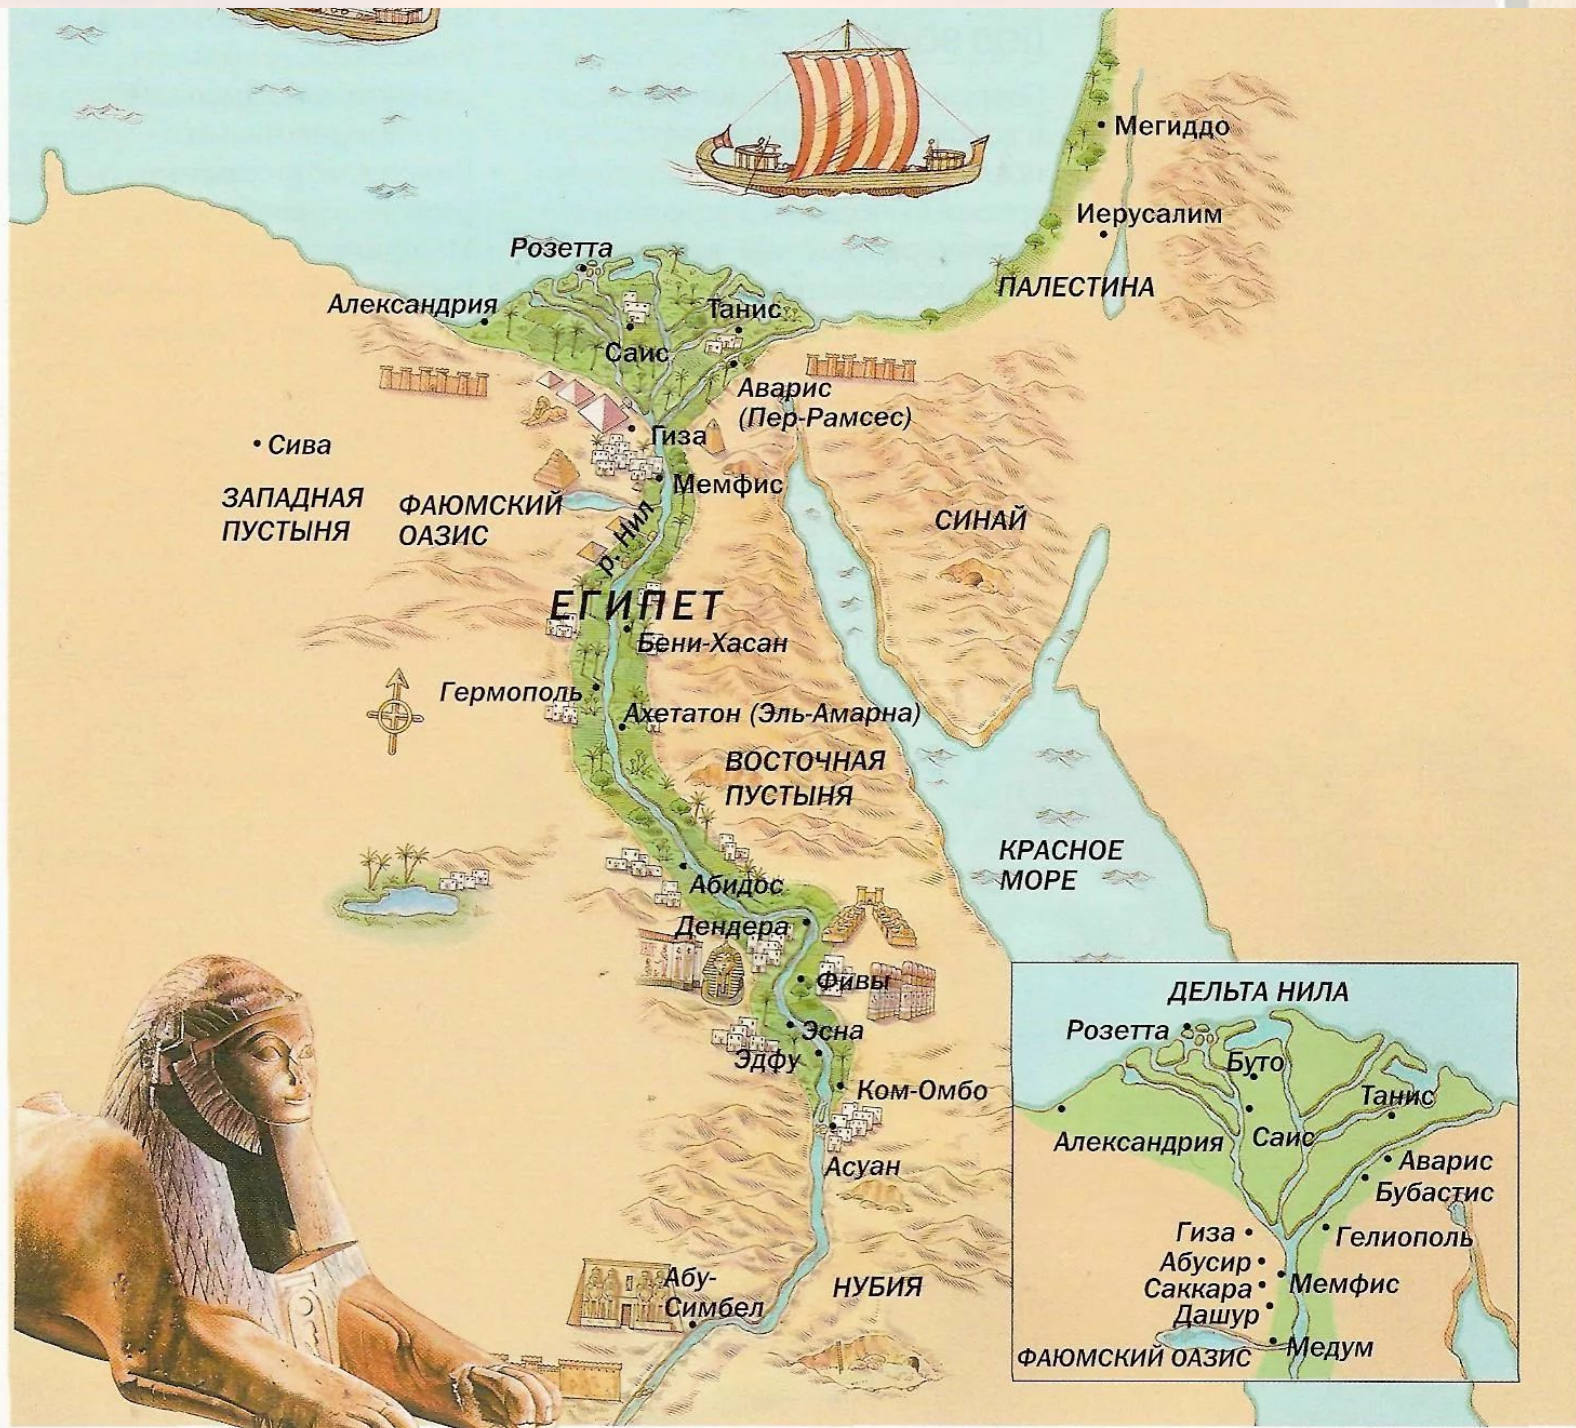 Мегиддо
Иерусалим
ПАЛЕСТИНА
Розетта
Александрия
Танис
Саис
Аварис
(Пер-Рамсес)
Гиза
Сива
Мемфис
ЗАПАДНАЯ
ПУСТЫНЯ
ФАЮМСКИЙ
ОАЗИС
р. Нил
СИНАЙ
ЕГИПЕТ
Бени-Хасан
Гермополь
Ахетатон (Эль-Амарна)
ВОСТОЧНАЯ
ПУСТЫНЯ
КРАСНОЕ
МОРЕ
Абидос
Дендера
Фивы
Эсна
Эдфу
Ком-Омбо
Асуан
Абу-
Симбел
НУБИЯ
ДЕЛЬТА НИЛА
Розетта
Буто
Танис
Александрия
Саис
Аварис
Бубастис
Гиза
Гелиополь
Абусир
Саккара
Мемфис
Дашур
Медум
ФАЮМСКИЙ ОАЗИС